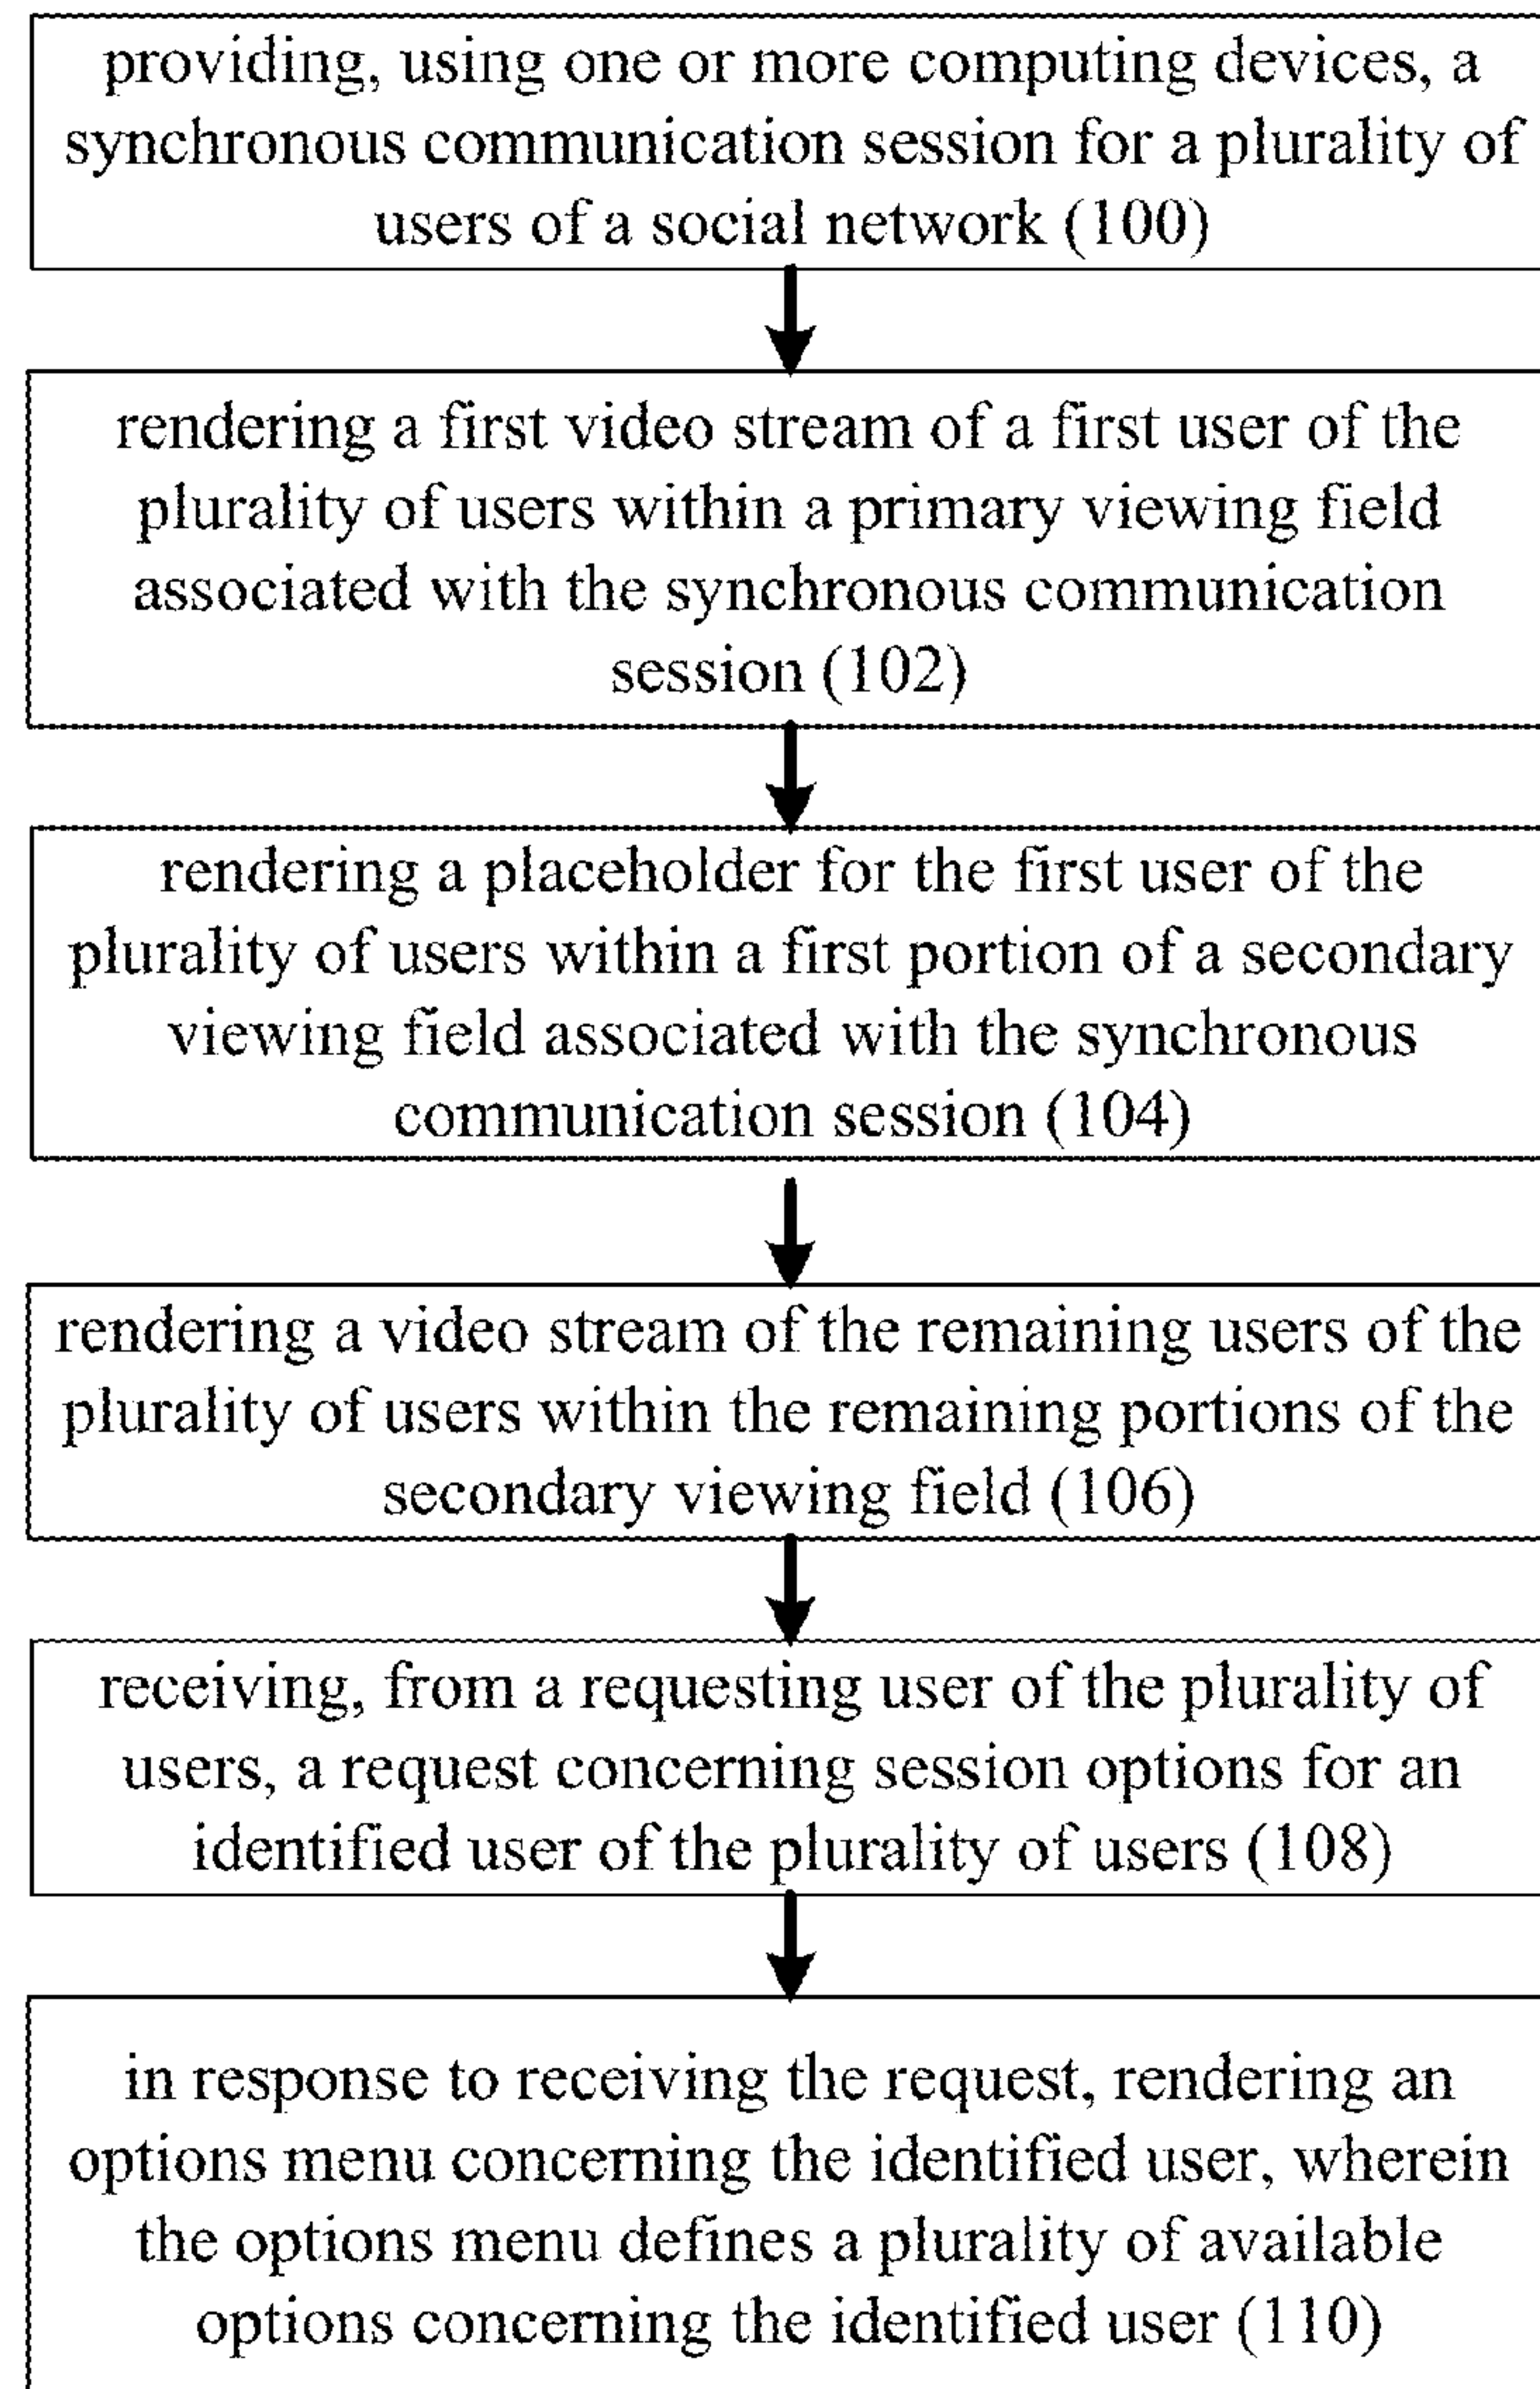 providing, using one or more computing devices, a
synchronous communication session for a plurality of
users of a social network (100)
rendering a first video stream of a first user of the
plurality of users within a primary viewing field
associated with the synchronous communication
session (102)
rendering a placeholder for the first user of the
plurality of users within a first portion of a secondary
viewing field associated with the synchronous
communication session (104)
rendering a video stream of the remaining users of the
plurality of users within the remaining portions of the
secondary viewing field (106)
receiving, from a requesting user of the plurality of
users, a request concerning session options for an
identified user of the plurality of users (108)
in response to receiving the request, rendering an
options menu concerning the identified user, wherein
the options menu defines a plurality of available
options concerning the identified user (110)